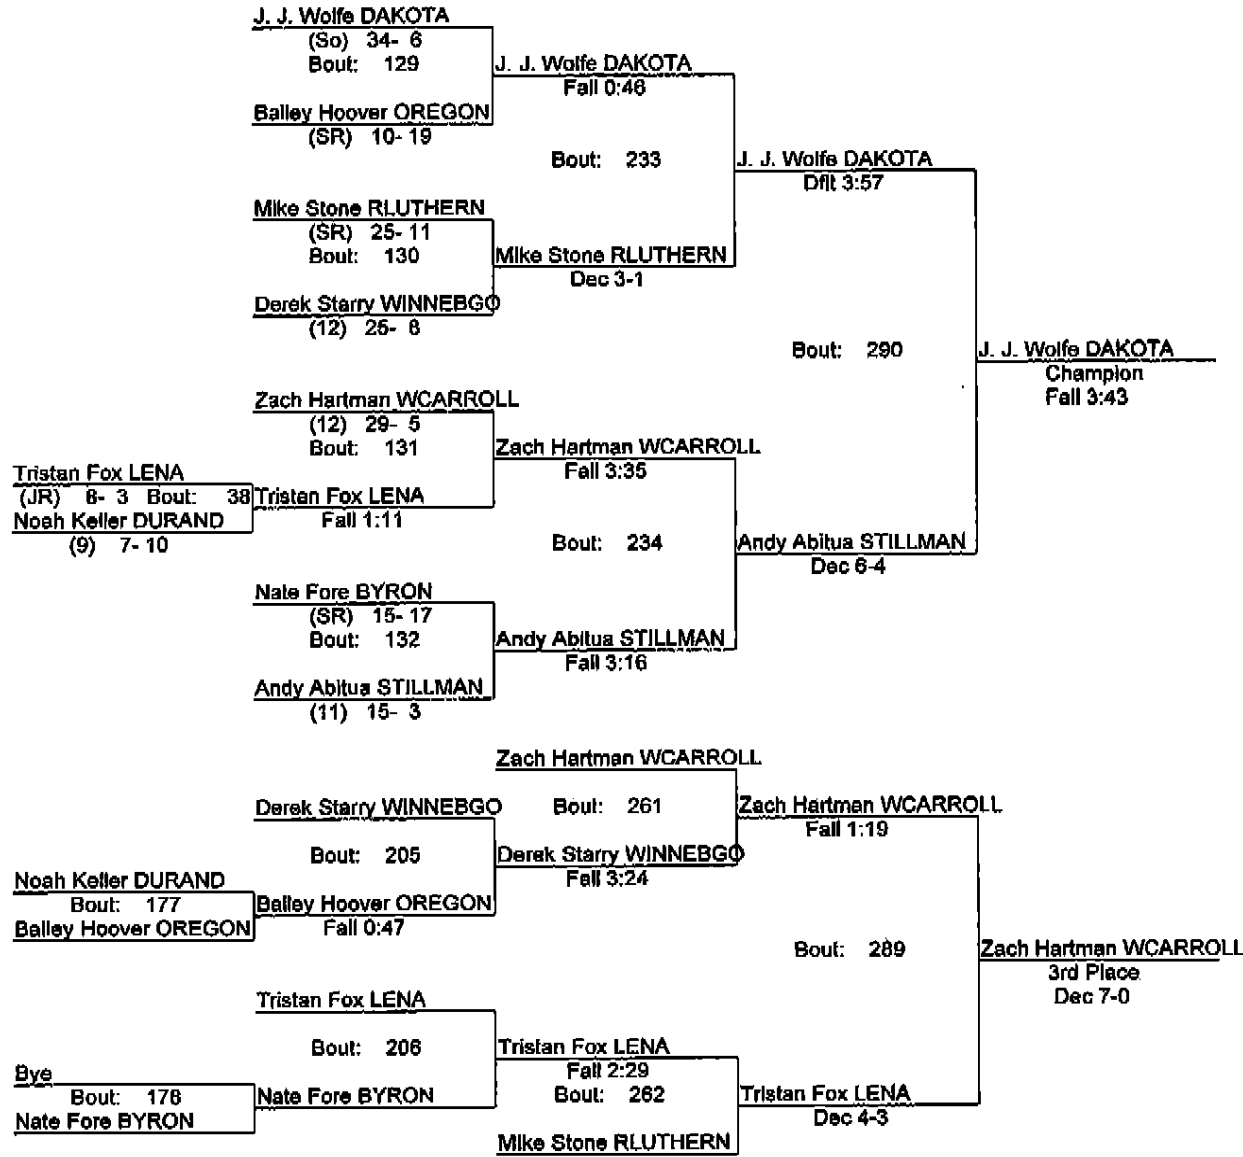 J. J. Wolfe DAKOTA
(So) 34- 6
Bout: 129
J. J. Wolfe DAKOTA
Fall 0:46
Bailey Hoover OREGON
(SR) 10- 19
Bout: 233
J. J. Wolfe DAKOTA
Dflt 3:57
Mike Stone RLUTHERN
(SR) 25- 11
Bout: 130
Mike Stone RLUTHERN
Dec 3-1
Derek Starry WINNEBGO
(12) 25- 8
Bout: 290
J. J. Wolfe DAKOTA
Champion
Fall 3:43
Zach Hartman WCARROLL
(12) 29- 5
Bout: 131
Zach Hartman WCARROLL
Fall 3:35
Tristan Fox LENA
(JR) 6- 3 Bout: 38
Tristan Fox LENA
Fall 1:11
Noah Keller DURAND
(9) 7- 10
Bout: 234
Andy Abitua STILLMAN
Dec 6-4
Nate Fore BYRON
(SR) 15- 17
Bout: 132
Andy Abitua STILLMAN
Fall 3:16
Andy Abitua STILLMAN
(11) 15- 3
Zach Hartman WCARROLL
Derek Starry WINNEBGO
Bout: 261
Zach Hartman WCARROLL
Fall 1:19
Bout: 205
Derek Starry WINNEBGO
Fall 3:24
Noah Keller DURAND
Bout: 177
Bailey Hoover OREGON
Fall 0:47
Bailey Hoover OREGON
Bout: 289
Zach Hartman WCARROLL
3rd Place
Dec 7-0
Tristan Fox LENA
Bout: 206
Tristan Fox LENA
Fall 2:29
Bye
Bout: 178
Nate Fore BYRON
Bout: 262
Tristan Fox LENA
Dec 4-3
Nate Fore BYRON
Mike Stone RLUTHERN